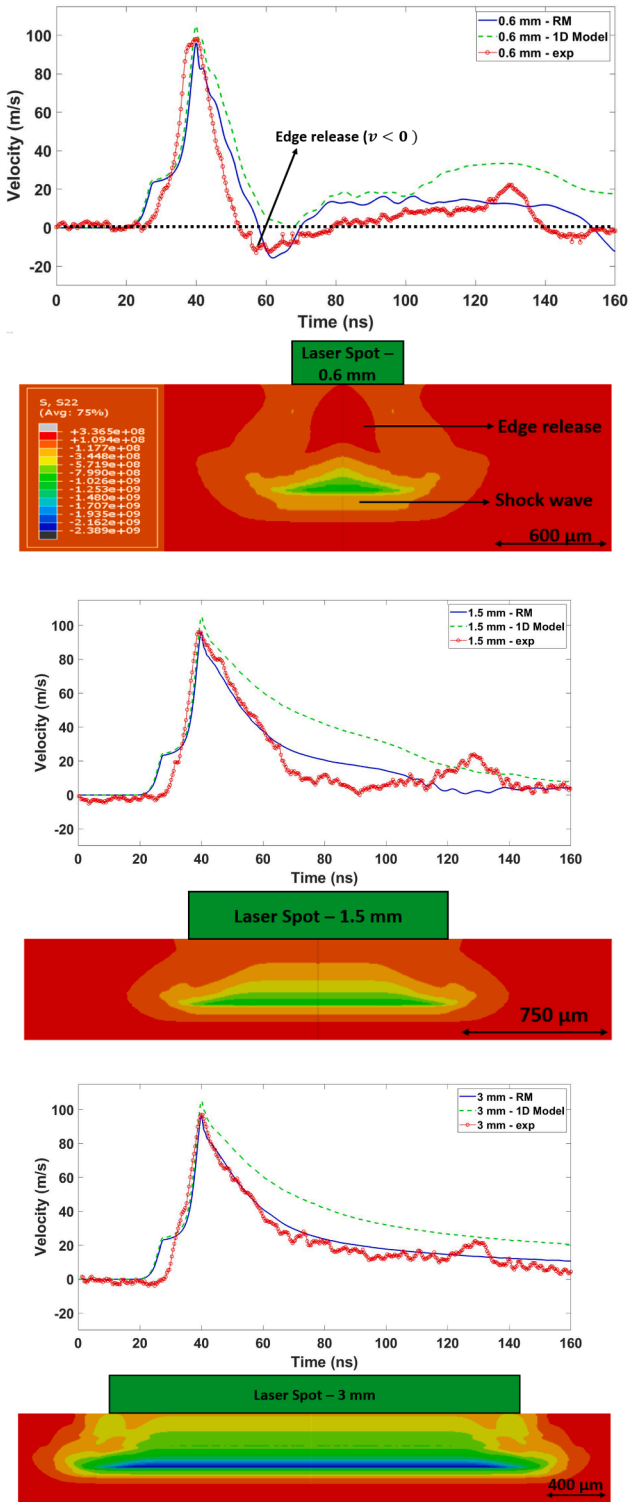 0.6 mm - RM
0.6 mm - 1D Model
0.6 mm - exp
Edge release (v < 0 )
Velocity (m/s)
100
80
60
40
20
0
-20
0 20 40 60 80 100 120 140 160
Time (ns)
Laser Spot –
0.6 mm
S, S22
(Avg: 75%)
+3.365e+08
+1.094e+08
-1.177e+08
-3.448e+08
-5.719e+08
-7.990e+08
-1.026e+09
-1.253e+09
-1.480e+09
-1.707e+09
-1.935e+09
-2.162e+09
-2.389e+09
Edge release
Shock wave
600 μm
1.5 mm - RM
1.5 mm - 1D Model
1.5 mm - exp
Velocity (m/s)
100
80
60
40
20
0
-20
0 20 40 60 80 100 120 140 160
Time (ns)
Laser Spot – 1.5 mm
750 μm
3 mm - RM
3 mm - 1D Model
3 mm - exp
Velocity (m/s)
100
80
60
40
20
0
-20
0 20 40 60 80 100 120 140 160
Time (ns)
Laser Spot – 3 mm
400 μm